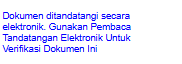 Dokumen ditandatangi secara
elektronik. Gunakan Pembaca
Tandatangan Elektronik Untuk
Verifikasi Dokumen Ini